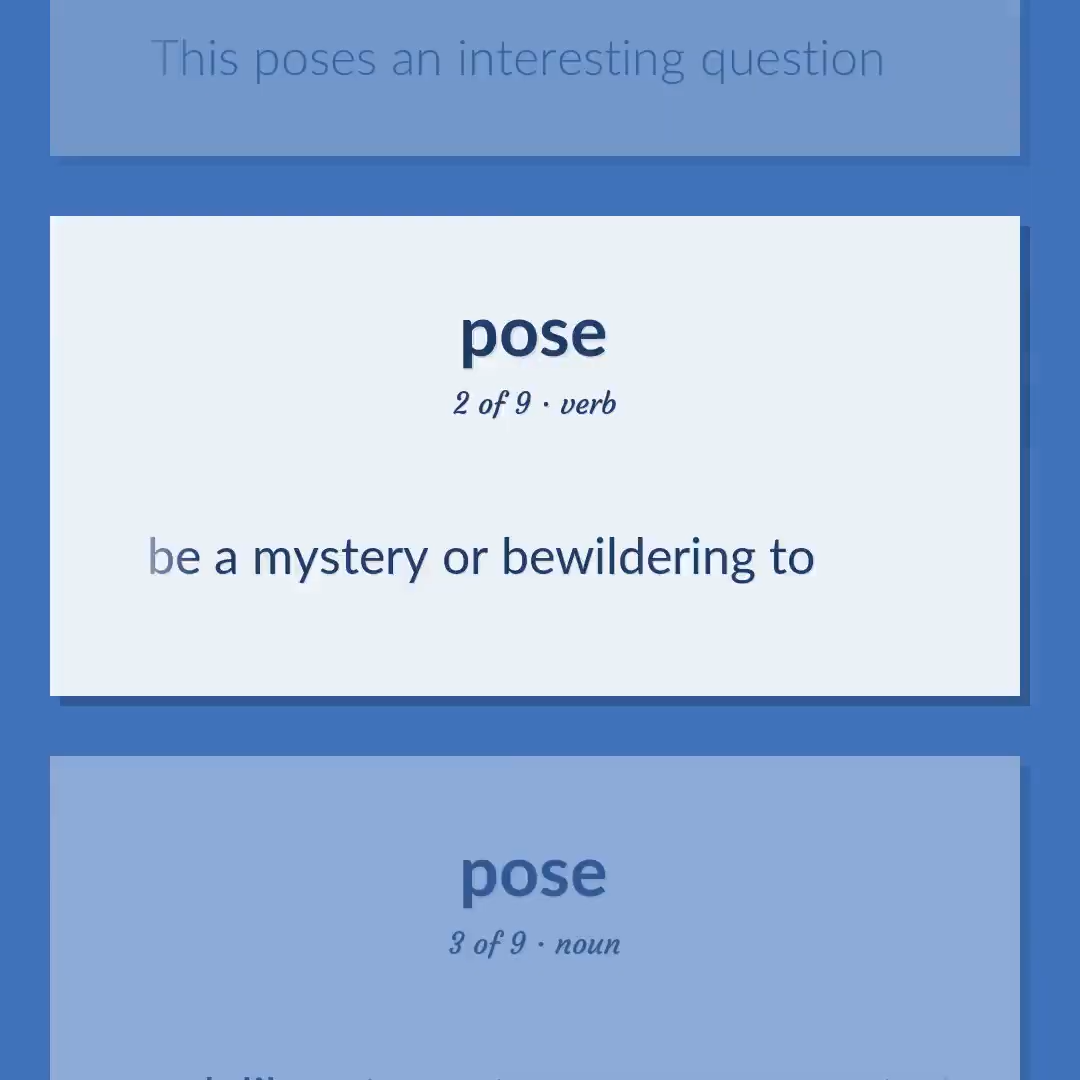 This poses an interesting question
pose
2 of 9 · verb
be a mystery or bewildering to
pose
3 of 9 · noun